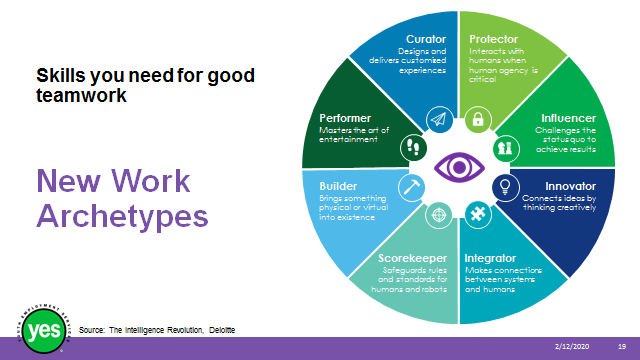 Skills you need for good
teamwork
New Work
Archetypes
Curator
Designs and
delivers customized
experiences
Protector
Interacts with
humans when
human agency is
critical
Influencer
Challenges the
status quo to
achieve results
Innovator
Connects ideas by
thinking creatively
Integrator
Makes connections
between systems
and humans
Scorekeeper
Safeguards rules
and standards for
humans and robots
Builder
Brings something
physical or virtual
into existence
Performer
Masters the art of
entertainment
YOUTH EMPLOYMENT SERVICES
yes
Source: The Intelligence Revolution, Deloitte
2/12/2020
19